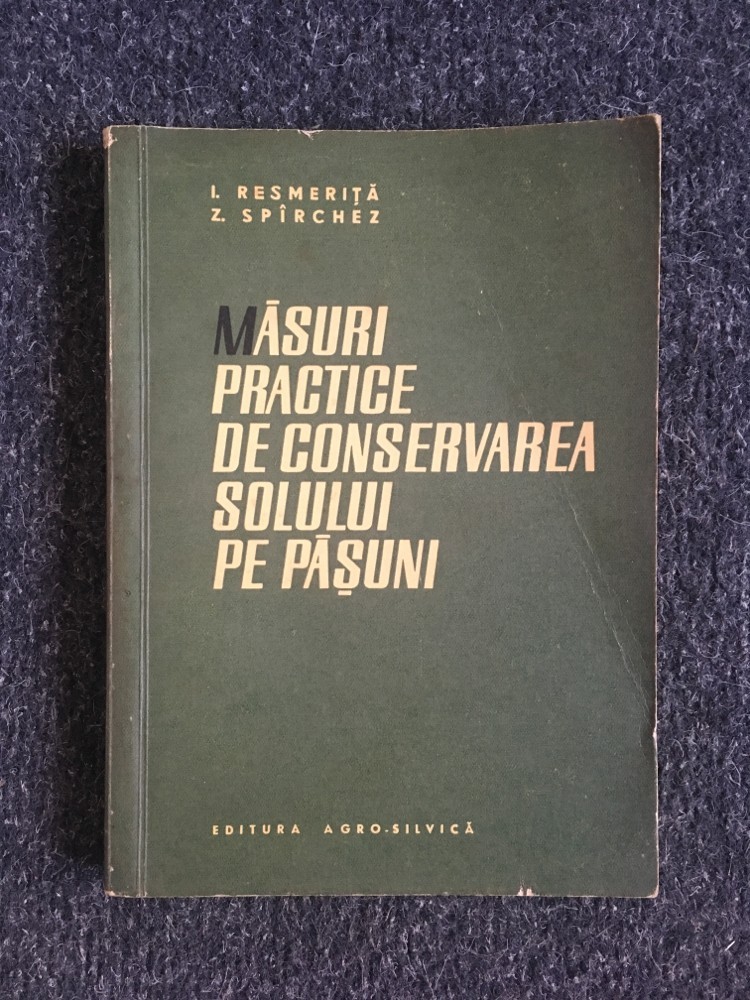 I. RESMERIȚĂ
Z. SPÎRCHEZ
MĂSURI
PRACTICE
DE CONSERVAREA
SOLULUI
PE PĂȘUNI
EDITURA AGRO-SILVICĂ